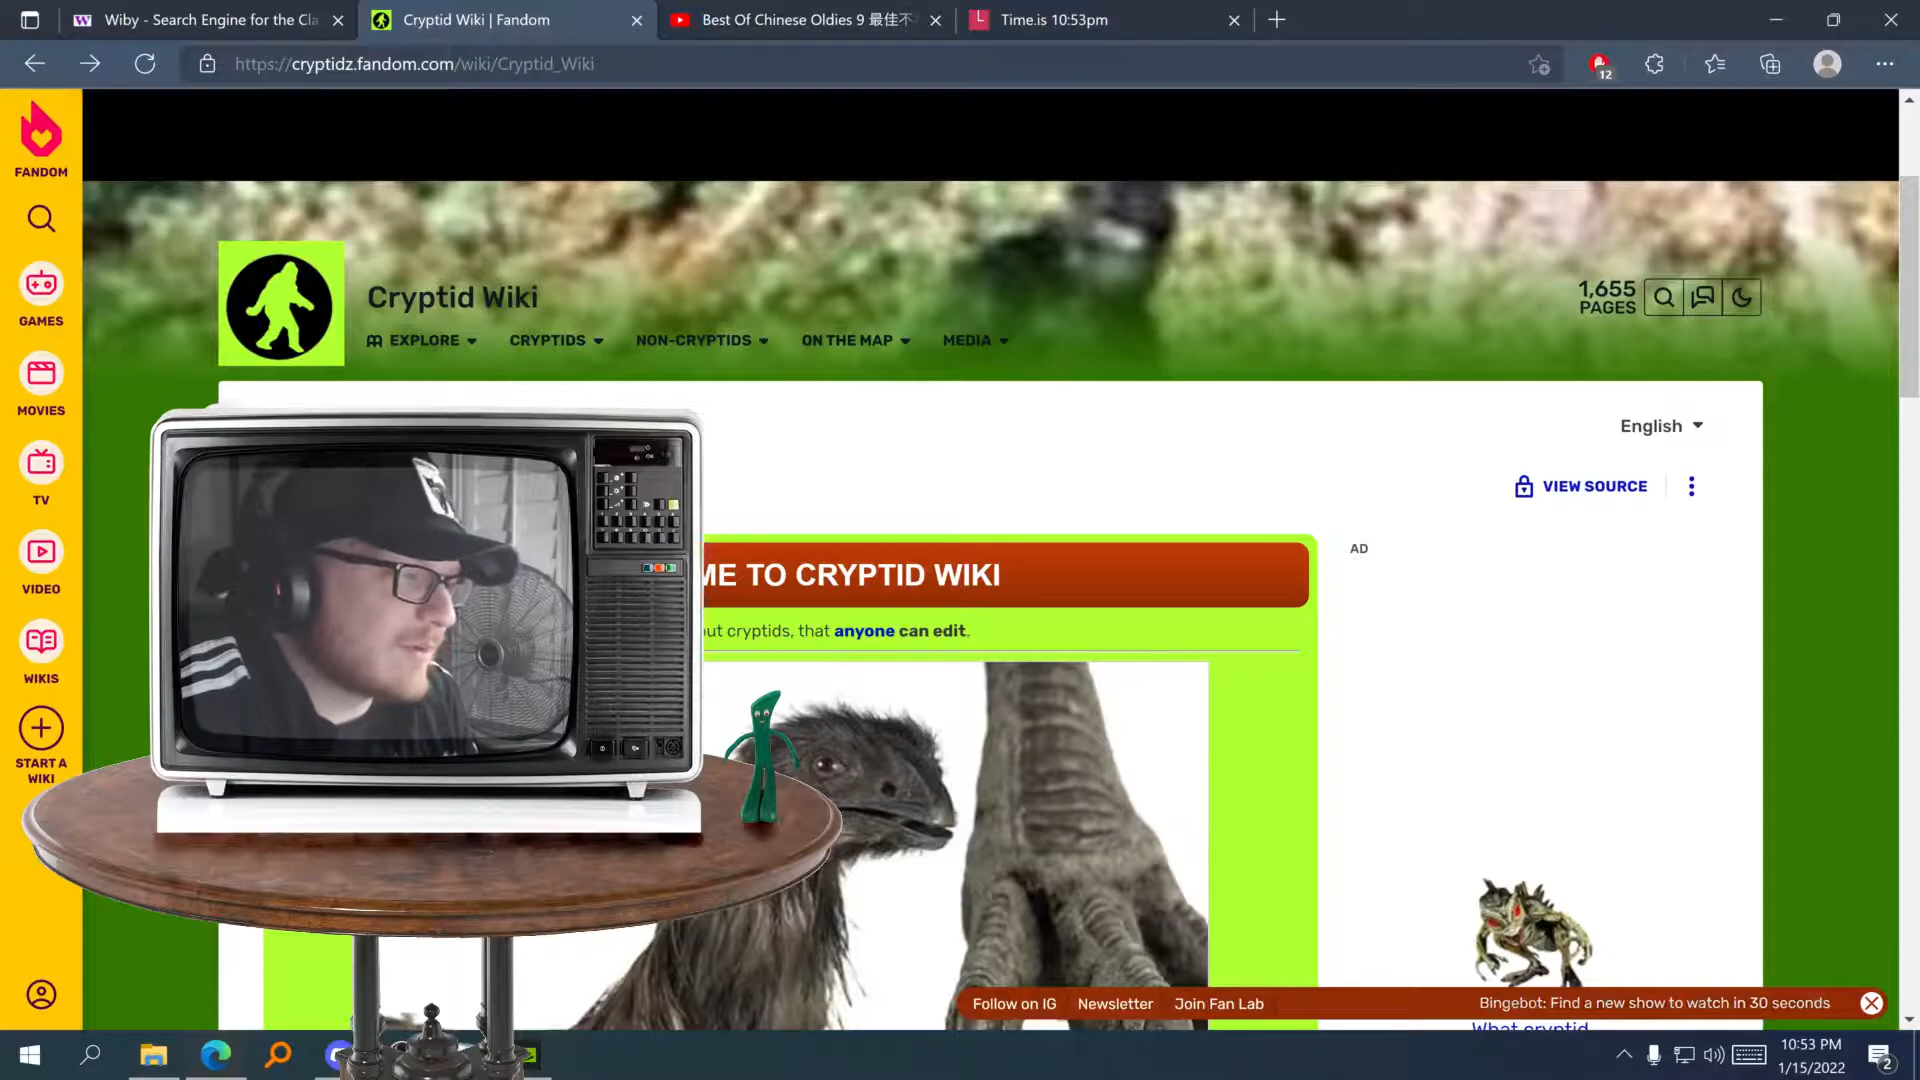 Wiby - Search Engine for the Cla
Cryptid Wiki | Fandom
Best Of Chinese Oldies 9 最佳不
Time.is 10:53pm
https://cryptidz.fandom.com/wiki/Cryptid_Wiki
12
FANDOM
GAMES
MOVIES
TV
VIDEO
WIKIS
START A
WIKI
Cryptid Wiki
EXPLORE
CRYPTIDS
NON-CRYPTIDS
ON THE MAP
MEDIA
1,655
PAGES
English
VIEW SOURCE
ME TO CRYPTID WIKI
out cryptids, that anyone can edit.
AD
Follow on IG
Newsletter
Join Fan Lab
Bingebot: Find a new show to watch in 30 seconds
What cryptid
10:53 PM
1/15/2022
2